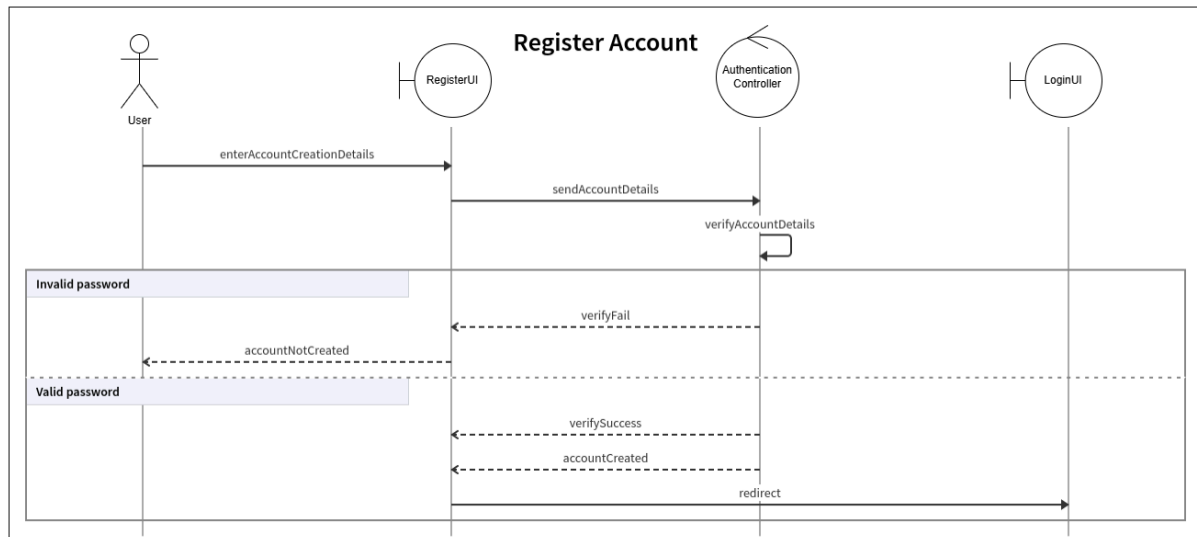 Register Account
User
RegisterUI
Authentication
Controller
LoginUI
enterAccountCreationDetails
sendAccountDetails
verifyAccountDetails
Invalid password
verifyFail
accountNotCreated
Valid password
verifySuccess
accountCreated
redirect